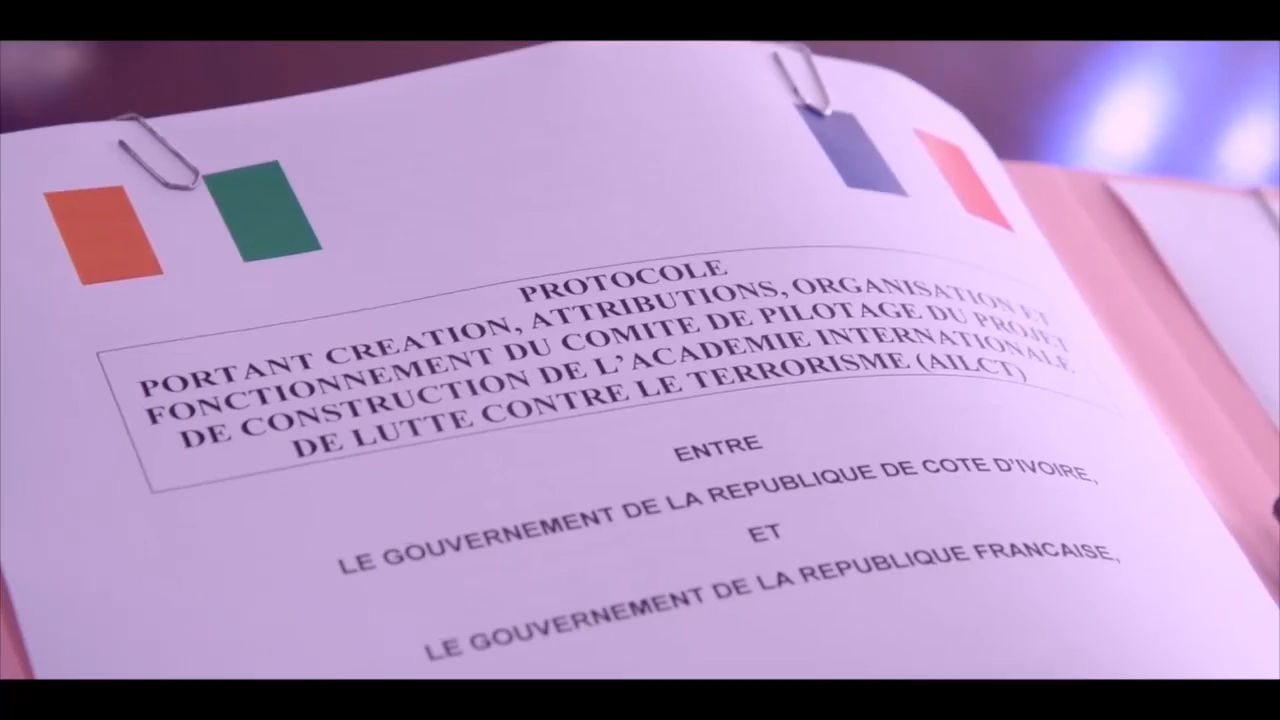 PROTOCOLE
PORTANT CREATION, ATTRIBUTIONS, ORGANISATION ET
FONCTIONNEMENT DU COMITE DE PILOTAGE DU PROJET
DE CONSTRUCTION DE L'ACADEMIE INTERNATIONALE
DE LUTTE CONTRE LE TERRORISME (AILCT)
ENTRE
LE GOUVERNEMENT DE LA REPUBLIQUE DE COTE D'IVOIRE,
ET
LE GOUVERNEMENT DE LA REPUBLIQUE FRANCAISE,